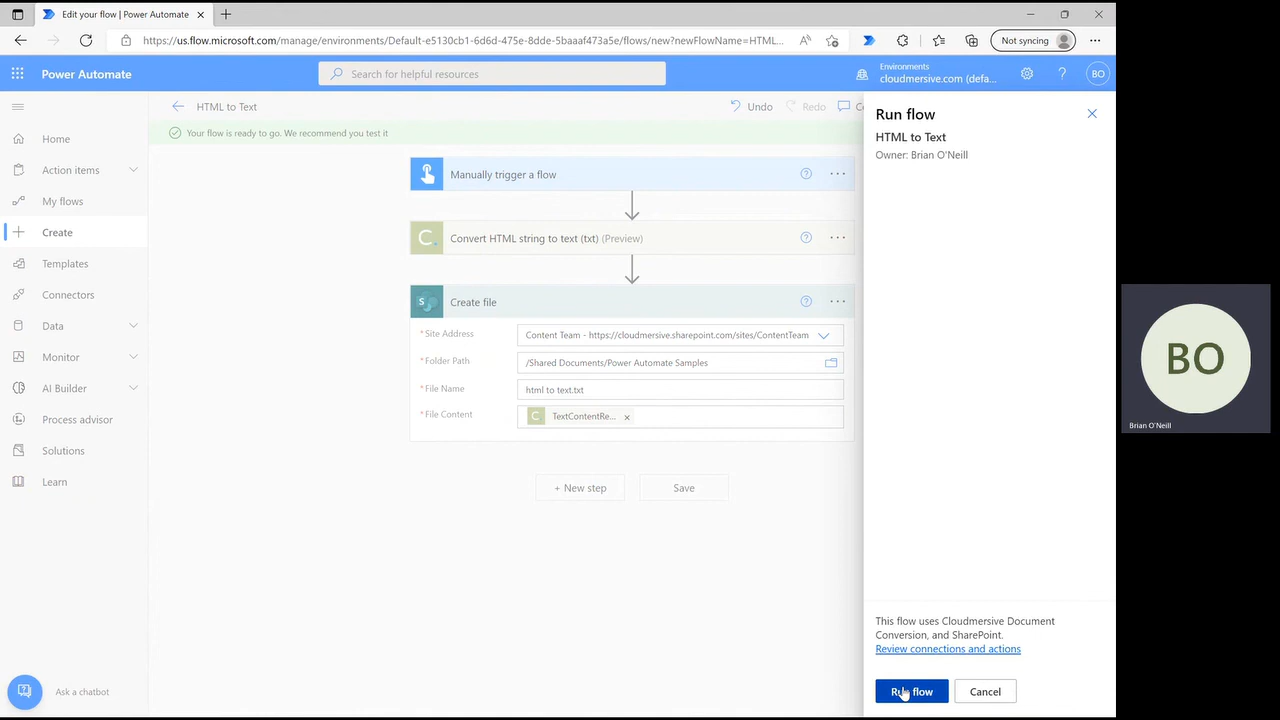 Edit your flow | Power Automate
https://us.flow.microsoft.com/manage/environments/Default-e5130cb1-6d6d-475e-8dde-5baaaf473a5e/flows/new?newFlowName=HTML...
Not syncing
Power Automate
Search for helpful resources
Environments
cloudmersive.com (defa...
BO
HTML to Text
Undo
Redo
Your flow is ready to go. We recommend you test it
Home
Action items
My flows
Create
Templates
Connectors
Data
Monitor
AI Builder
Process advisor
Solutions
Learn
Ask a chatbot
Manually trigger a flow
C.
Convert HTML string to text (txt) (Preview)
S
Create file
* Site Address
Content Team - https://cloudmersive.sharepoint.com/sites/ContentTeam
* Folder Path
/Shared Documents/Power Automate Samples
* File Name
html to text.txt
* File Content
C
TextContentRe...
+ New step
Save
Run flow
HTML to Text
Owner: Brian O'Neill
This flow uses Cloudmersive Document
Conversion, and SharePoint.
Review connections and actions
Run flow
Cancel
BO
Brian O'Neill